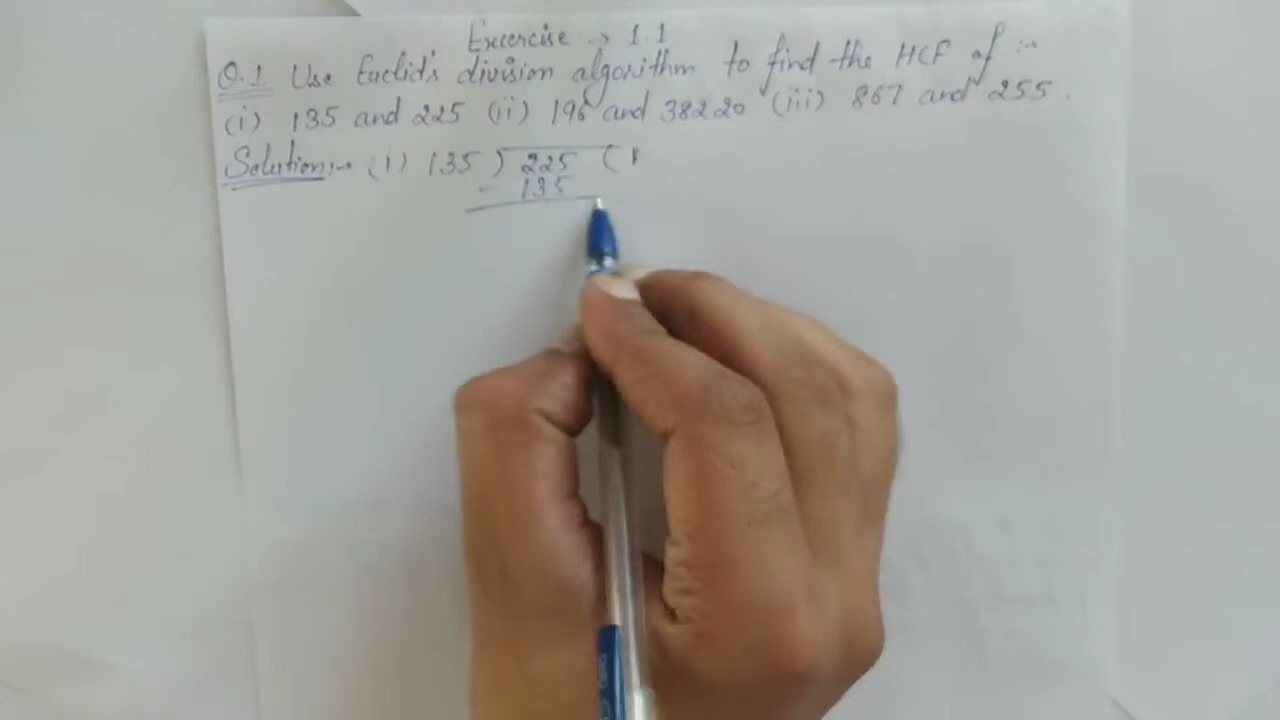 Excercise → 1.1
Q.1 Use Euclid's division algorithm to find the HCF of :-
(i) 135 and 225 (ii) 196 and 38220 (iii) 867 and 255.
Solution:- (i) 135 ) 225 ( 1
- 135